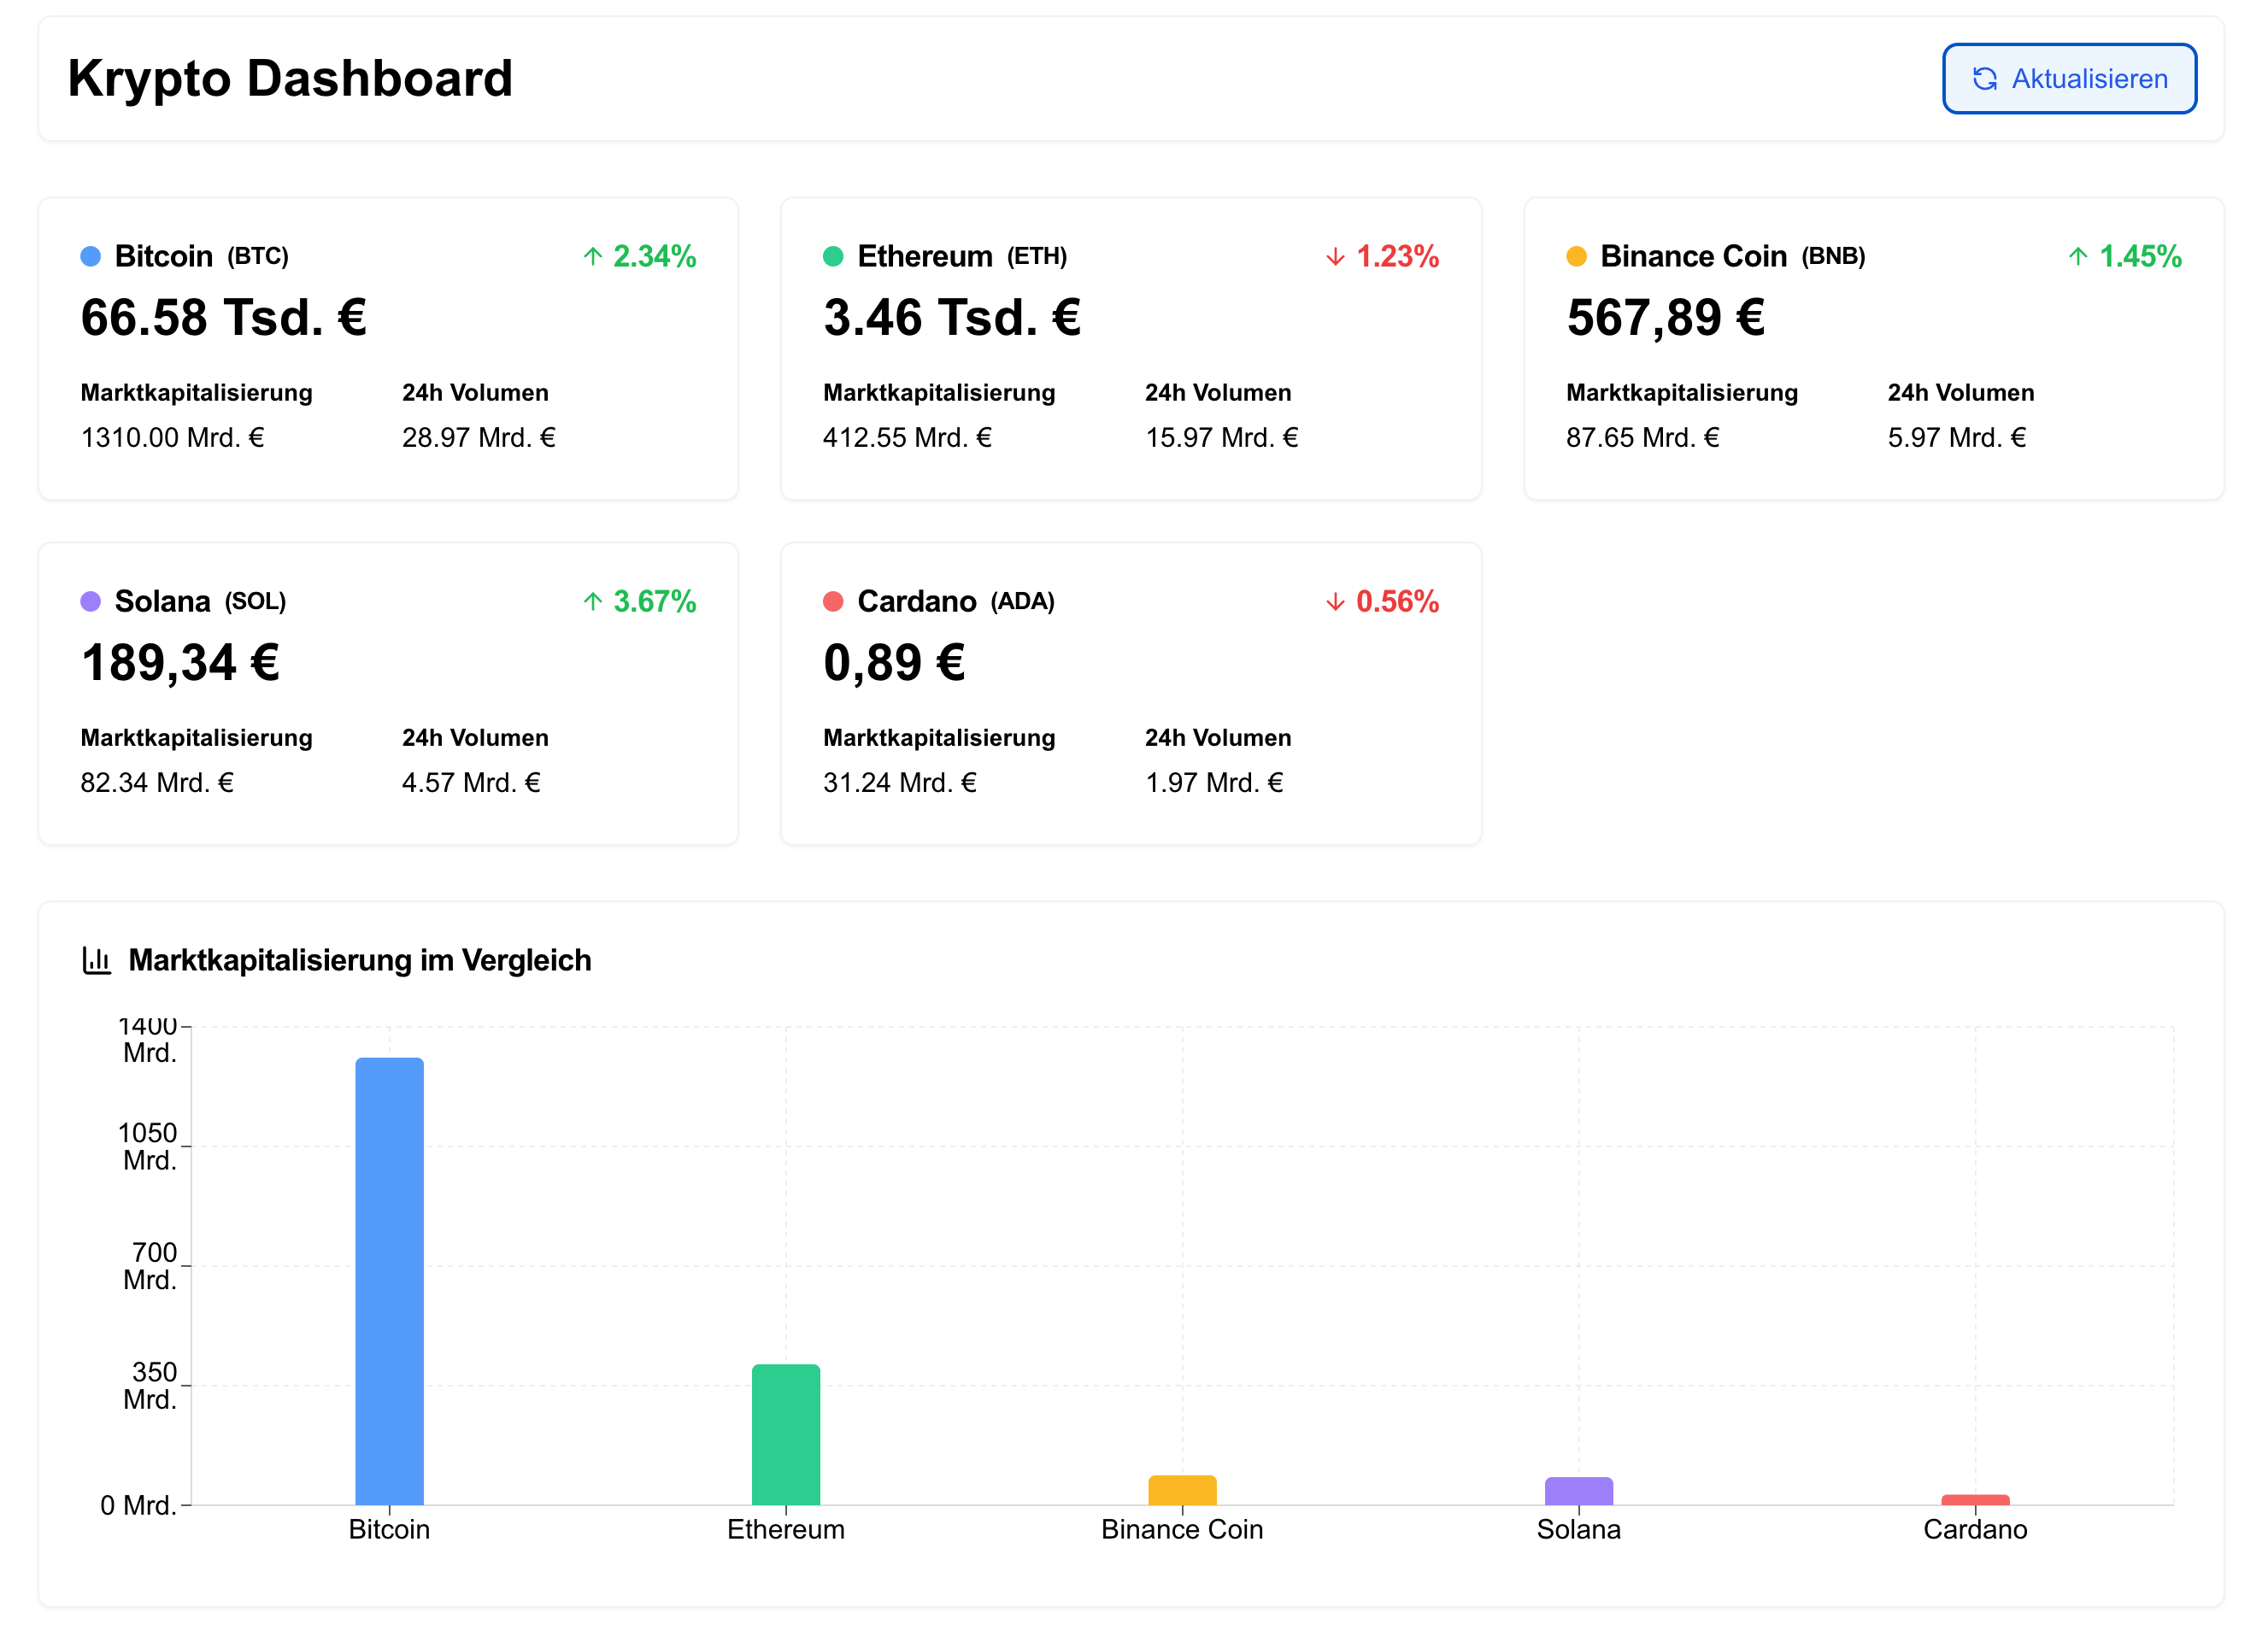 Krypto Dashboard
Aktualisieren
Bitcoin (BTC) 2.34%
66.58 Tsd. €
Marktkapitalisierung 24h Volumen
1310.00 Mrd. € 28.97 Mrd. €
Ethereum (ETH) 1.23%
3.46 Tsd. €
Marktkapitalisierung 24h Volumen
412.55 Mrd. € 15.97 Mrd. €
Binance Coin (BNB) 1.45%
567,89 €
Marktkapitalisierung 24h Volumen
87.65 Mrd. € 5.97 Mrd. €
Solana (SOL) 3.67%
189,34 €
Marktkapitalisierung 24h Volumen
82.34 Mrd. € 4.57 Mrd. €
Cardano (ADA) 0.56%
0,89 €
Marktkapitalisierung 24h Volumen
31.24 Mrd. € 1.97 Mrd. €
Marktkapitalisierung im Vergleich
1400
Mrd.
1050
Mrd.
700
Mrd.
350
Mrd.
0 Mrd.
Bitcoin Ethereum Binance Coin Solana Cardano